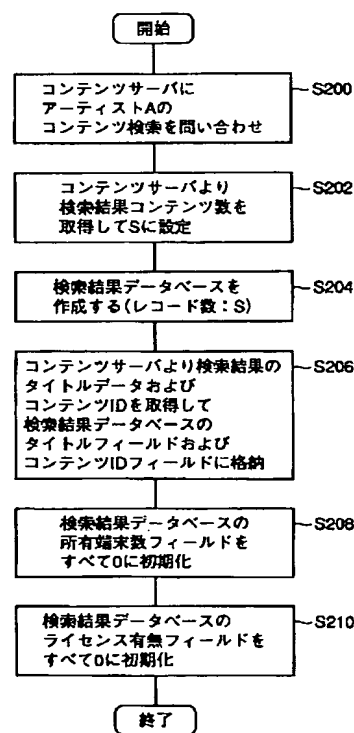 開始
コンテンツサーバに
アーティストAの
コンテンツ検索を問い合わせ
S200
コンテンツサーバより
検索結果コンテンツ数を
取得してSに設定
S202
検索結果データベースを
作成する(レコード数:S)
S204
コンテンツサーバより検索結果の
タイトルデータおよび
コンテンツIDを取得して
検索結果データベースの
タイトルフィールドおよび
コンテンツIDフィールドに格納
S206
検索結果データベースの
所有端末数フィールドを
すべて0に初期化
S208
検索結果データベースの
ライセンス有無フィールドを
すべて0に初期化
S210
終了